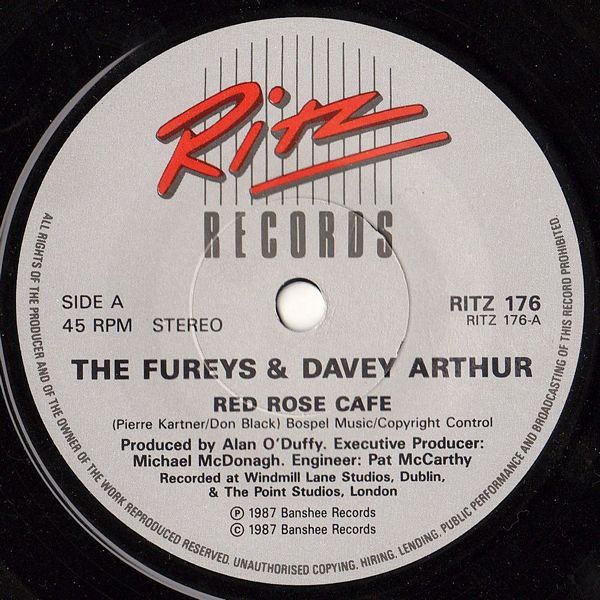 Ritz
RECORDS
SIDE A
45 RPM STEREO
RITZ 176
RITZ 176-A
THE FUREYS & DAVEY ARTHUR
RED ROSE CAFE
(Pierre Kartner/Don Black) Bospel Music/Copyright Control
Produced by Alan O'Duffy. Executive Producer:
Michael McDonagh. Engineer: Pat McCarthy
Recorded at Windmill Lane Studios, Dublin,
& The Point Studios, London
Ⓟ 1987 Banshee Records
© 1987 Banshee Records
ALL RIGHTS OF THE PRODUCER AND OF THE OWNER OF THE WORK REPRODUCED RESERVED. UNAUTHORISED COPYING. HIRING. LENDING. PUBLIC PERFORMANCE AND BROADCASTING OF THIS RECORD PROHIBITED.